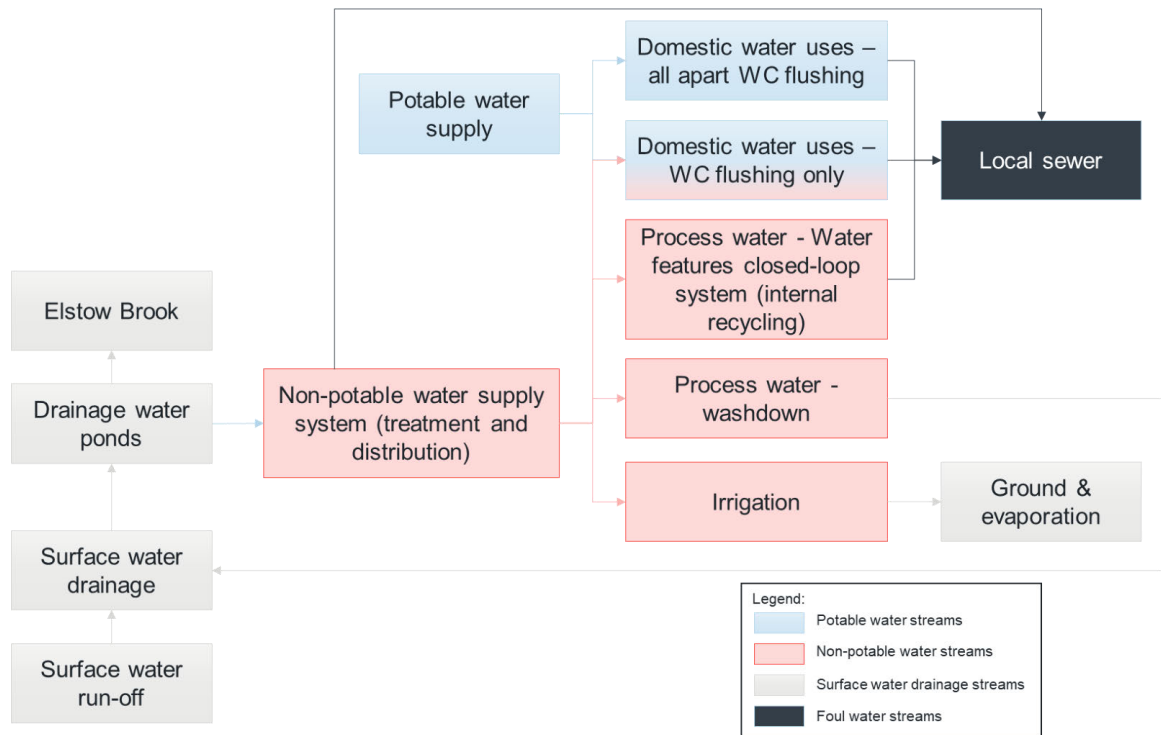 Domestic water uses –
all apart WC flushing
Potable water
supply
Domestic water uses –
WC flushing only
Local sewer
Process water - Water
features closed-loop
system (internal
recycling)
Elstow Brook
Non-potable water supply
system (treatment and
distribution)
Process water -
washdown
Drainage water
ponds
Irrigation
Ground &
evaporation
Surface water
drainage
Surface water
run-off
Legend:
Potable water streams
Non-potable water streams
Surface water drainage streams
Foul water streams